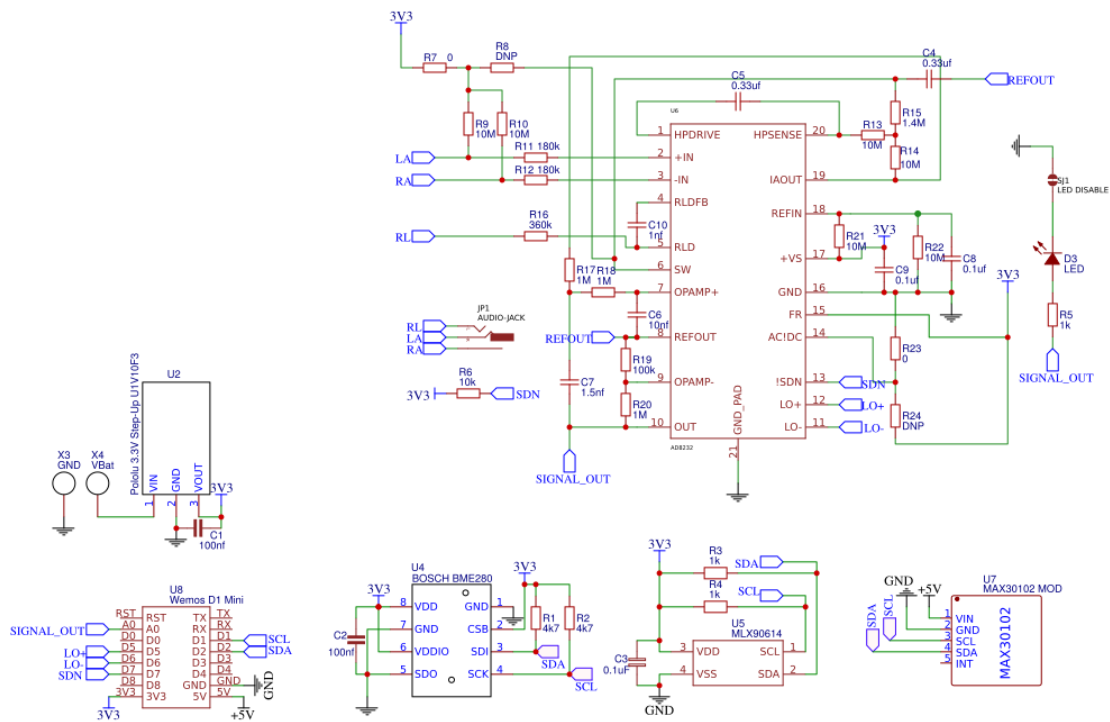 3V3
R7 0
R8
DNP
C4
0.33uf
REFOUT
C5
0.33uf
U6
R9
10M
R10
10M
R15
1.4M
R13
10M
R14
10M
1 HPDRIVE HPSENSE 20
LA
R11 180k
2 +IN
RA
R12 180k
3 -IN IAOUT 19
4 RLDFB REFIN 18
C10
1nf
R16
360k
RL
5 RLD +VS 17
R21
10M
3V3
R22
10M
C9
0.1uf
C8
0.1uf
6 SW GND 16
R17
1M
R18
1M
7 OPAMP+ FR 15
C6
10nf
REFOUT
8 REFOUT AC!DC 14
R19
100k
9 OPAMP- !SDN 13
SDN
R23
0
3V3
C7
1.5nf
R20
1M
LO+ 12
LO+
R24
DNP
10 OUT LO- 11
LO-
GND_PAD
21
AD8232
SIGNAL_OUT
SJ1
LED DISABLE
D3
LED
R5
1k
SIGNAL_OUT
JP1
AUDIO-JACK
RL
LA
RA
R6
10k
3V3
SDN
U2
Pololu 3.3V Step-Up U1V10F3
VIN
GND
VOUT
1
2
3
X3
GND
X4
VBat
3V3
C1
100nf
U8
Wemos D1 Mini
RST RST TX TX
SIGNAL_OUT
A0 A0 RX RX
D0 D0 D1 D1
SCL
LO+
D5 D5 D2 D2
SDA
LO-
D6 D6 D3 D3
SDN
D7 D7 D4 D4
D8 D8 GND GND
GND
3V3 3V3 5V 5V
3V3
+5V
U4
BOSCH BME280
3V3
3V3
8 VDD GND 1
7 GND CSB 2
6 VDDIO SDI 3
5 SDO SCK 4
C2
100nf
R1
4k7
R2
4k7
SDA
SCL
3V3
R3
1k
SDA
R4
1k
SCL
U5
MLX90614
3 VDD SCL 1
4 VSS SDA 2
C3
0.1uF
GND
U7
MAX30102 MOD
GND
+5V
SCL
SDA
1 VIN
2 GND
3 SCL
4 SDA
5 INT
MAX30102